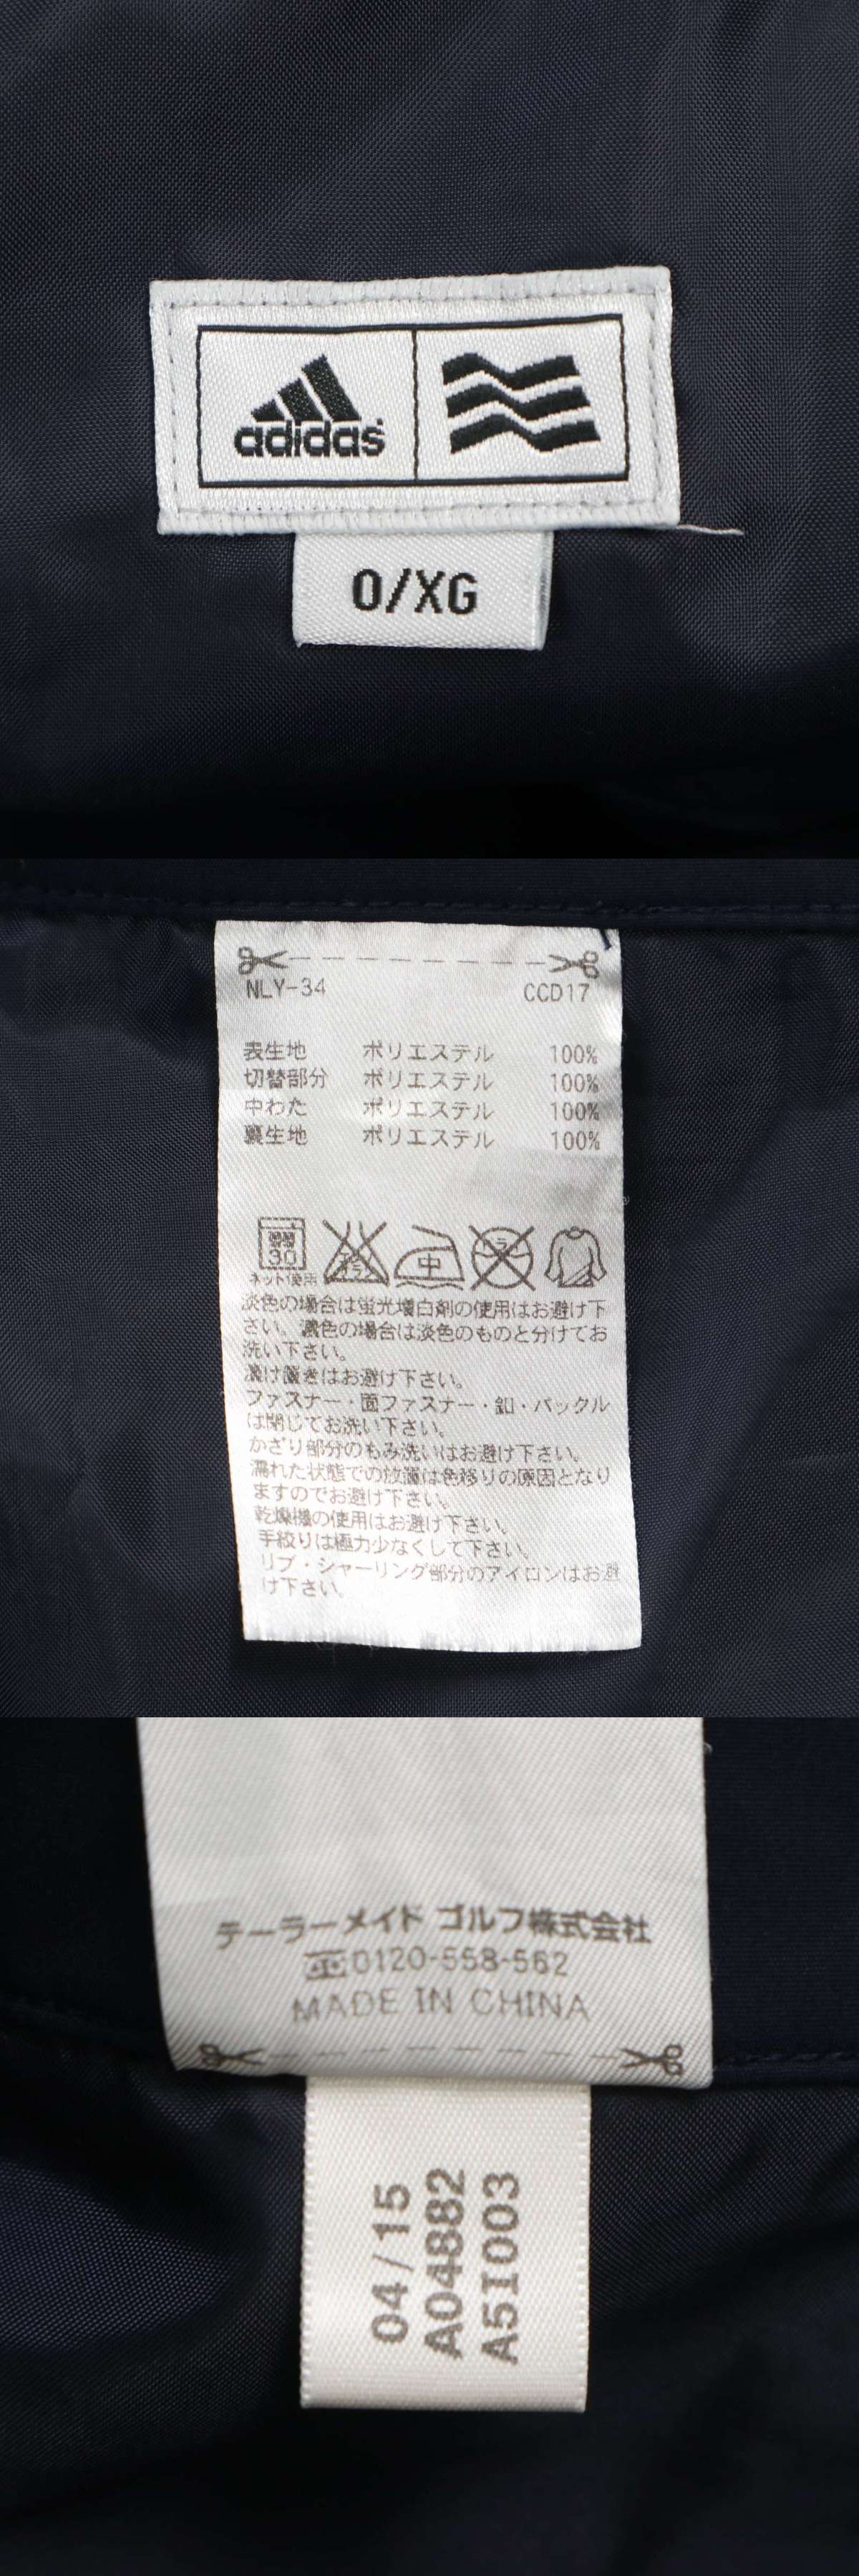 adidas
O/XG
NLY-34 CCD17
表生地 ポリエステル 100%
切替部分 ポリエステル 100%
中わた ポリエステル 100%
裏生地 ポリエステル 100%
30 エンソ
サラシ 中 ドライ
ネット使用
淡色の場合は蛍光増白剤の使用はお避け下
さい。濃色の場合は淡色のものと分けてお
洗い下さい。
漬け置きはお避け下さい。
ファスナー・面ファスナー・釦・バックル
は閉じてお洗い下さい。
かざり部分のもみ洗いはお避け下さい。
濡れた状態での放置は色移りの原因となり
ますのでお避け下さい。
乾燥機の使用はお避け下さい。
手絞りは極力少なくして下さい。
リブ・シャーリング部分のアイロンはお避
け下さい。
テーラーメイド ゴルフ株式会社
0120-558-562
MADE IN CHINA
04/15
A04882
A5I003